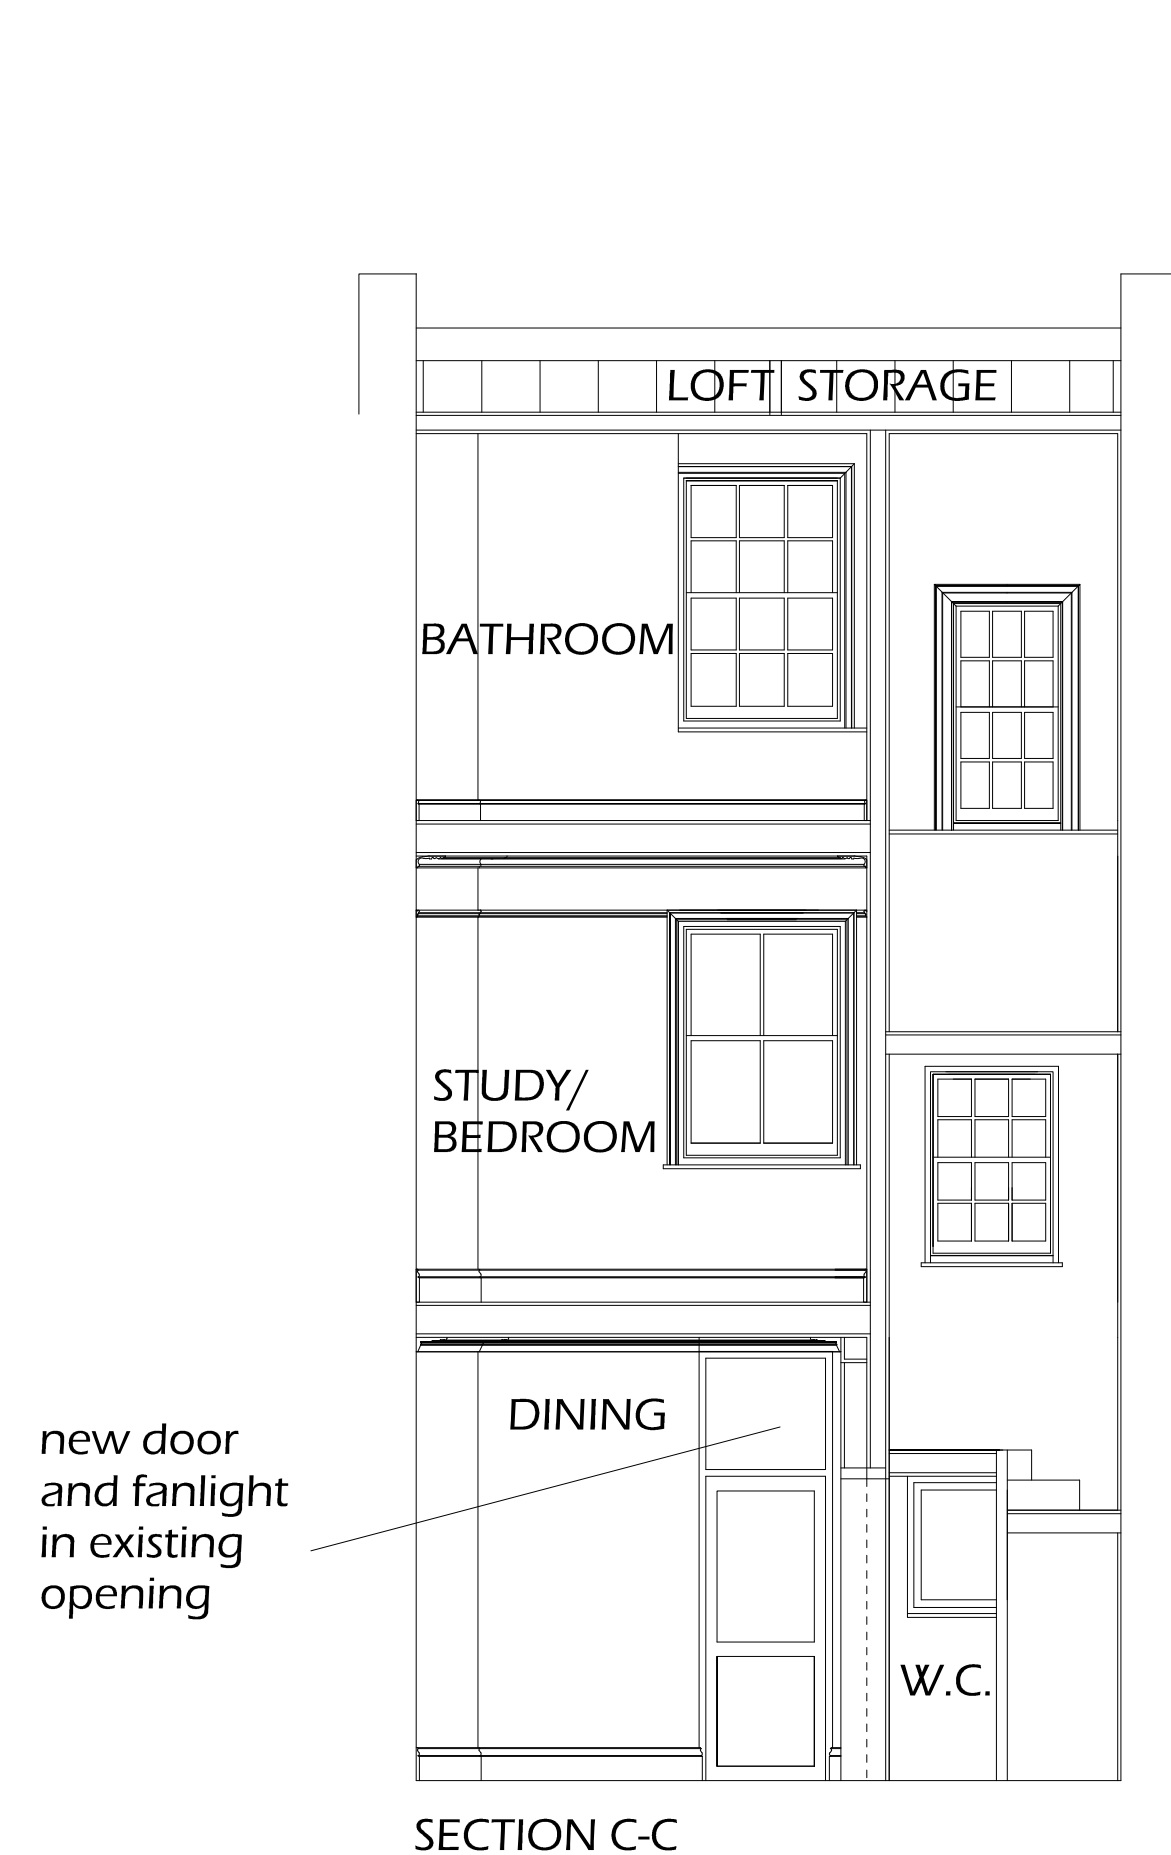 LOFT STORAGE
BATHROOM
STUDY/
BEDROOM
DINING
new door
and fanlight
in existing
opening
W.C.
SECTION C-C